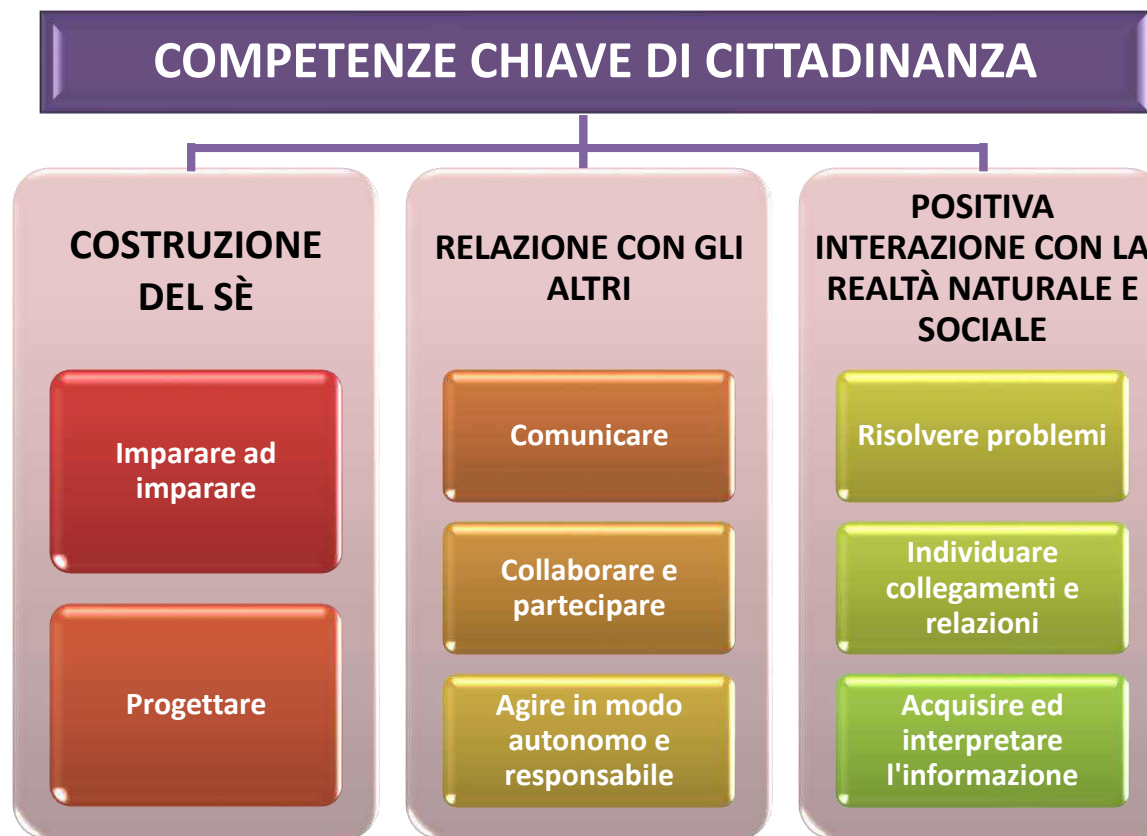 COMPETENZE CHIAVE DI CITTADINANZA
COSTRUZIONE
DEL SÈ
Imparare ad
imparare
Progettare
RELAZIONE CON GLI
ALTRI
Comunicare
Collaborare e
partecipare
Agire in modo
autonomo e
responsabile
POSITIVA
INTERAZIONE CON LA
REALTÀ NATURALE E
SOCIALE
Risolvere problemi
Individuare
collegamenti e
relazioni
Acquisire ed
interpretare
l'informazione